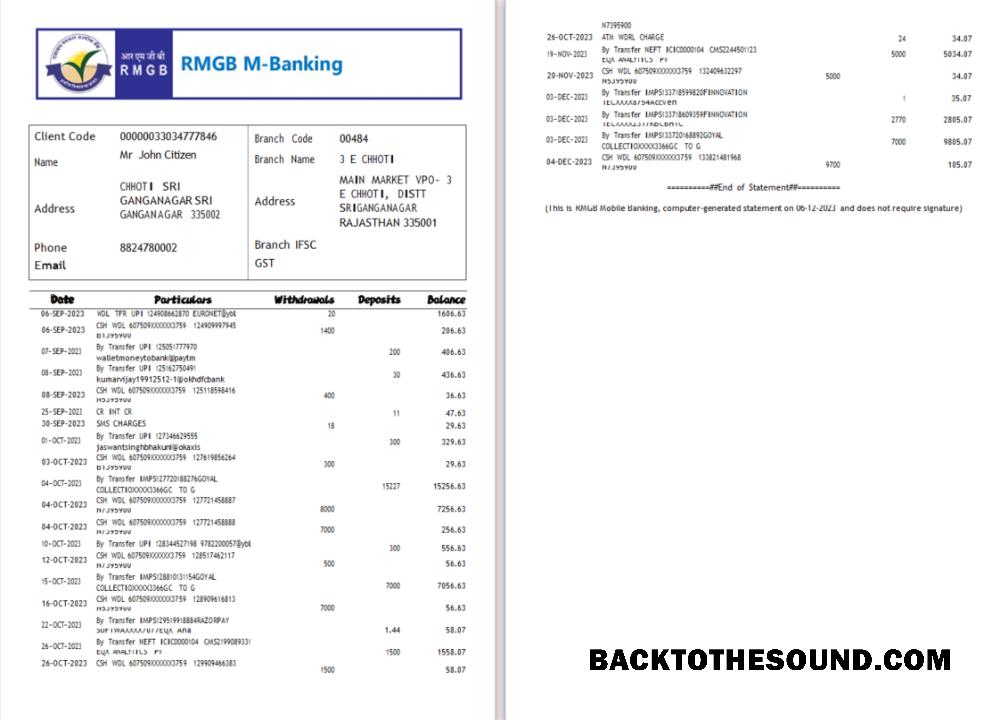 आर एम जी बी
RMGB
RMGB M-Banking
Client Code 00000033034777846 Branch Code 00484
Name Mr John Citizen Branch Name 3 E CHHOTI
Address CHHOTI SRI GANGANAGAR SRI GANGANAGAR 335002 Address MAIN MARKET VPO- 3 E CHHOTI, DISTT SRIGANGANAGAR RAJASTHAN 335001
Phone 8824780002 Branch IFSC
Email GST
Date Particulars Withdrawals Deposits Balance
06-SEP-2023 WDL TFR UPI 124908662870 EURONET@ybl 20 1606.63
06-SEP-2023 CSH WDL 607509XXXXXX3759 124909997945 1400 206.63
B1395900
07-SEP-2023 By Transfer UPI 125051777970 200 406.63
walletmoneytobank@paytm
08-SEP-2023 By Transfer UPI 125162750491 30 436.63
kumarvijay19912512-1@okhdfcbank
08-SEP-2023 CSH WDL 607509XXXXXX3759 125118598416 400 36.63
N5395900
25-SEP-2023 CR INT CR 11 47.63
30-SEP-2023 SMS CHARGES 18 29.63
01-OCT-2023 By Transfer UPI 127346629555 300 329.63
jaswantsinghbhakuni@okaxis
03-OCT-2023 CSH WDL 607509XXXXXX3759 127619856264 300 29.63
B1395900
04-OCT-2023 By Transfer IMPS127720188276GOYAL 15227 15256.63
COLLECTIOXXXX3366GC TO G
04-OCT-2023 CSH WDL 607509XXXXXX3759 127721458887 8000 7256.63
N7395900
04-OCT-2023 CSH WDL 607509XXXXXX3759 127721458888 7000 256.63
N7395900
10-OCT-2023 By Transfer UPI 128344527198 9782200057@ybl 300 556.63
12-OCT-2023 CSH WDL 607509XXXXXX3759 128517462117 500 56.63
N7395900
15-OCT-2023 By Transfer IMPS128810131154GOYAL 7000 7056.63
COLLECTIOXXXX3366GC TO G
16-OCT-2023 CSH WDL 607509XXXXXX3759 128909616813 7000 56.63
N5395900
22-OCT-2023 By Transfer IMPS129519918884RAZORPAY 1.44 58.07
26-OCT-2023 By Transfer NEFT ICIC0000104 CMS2199089331 1500 1558.07
EQX ANALYTICS PV
26-OCT-2023 CSH WDL 607509XXXXXX3759 129909466383 1500 58.07
N7395900
26-OCT-2023 ATM WDRL CHARGE 24 34.07
19-NOV-2023 By Transfer NEFT ICIC0000104 CMS2244501123 5000 5034.07
EQX ANALYTICS PV
20-NOV-2023 CSH WDL 607509XXXXXX3759 132409632297 5000 34.07
N5395900
03-DEC-2023 By Transfer IMPS133718599820FINNOVATION 1 35.07
03-DEC-2023 By Transfer IMPS133718609359FINNOVATION 2770 2805.07
03-DEC-2023 By Transfer IMPS133720168892GOYAL 7000 9805.07
COLLECTIOXXXX3366GC TO G
04-DEC-2023 CSH WDL 607509XXXXXX3759 133821481968 9700 105.07
N7395900
==========##End of Statement##==========
(This is RMGB Mobile Banking, computer-generated statement on 06-12-2023 and does not require signature)
BACKTOTHESOUND.COM